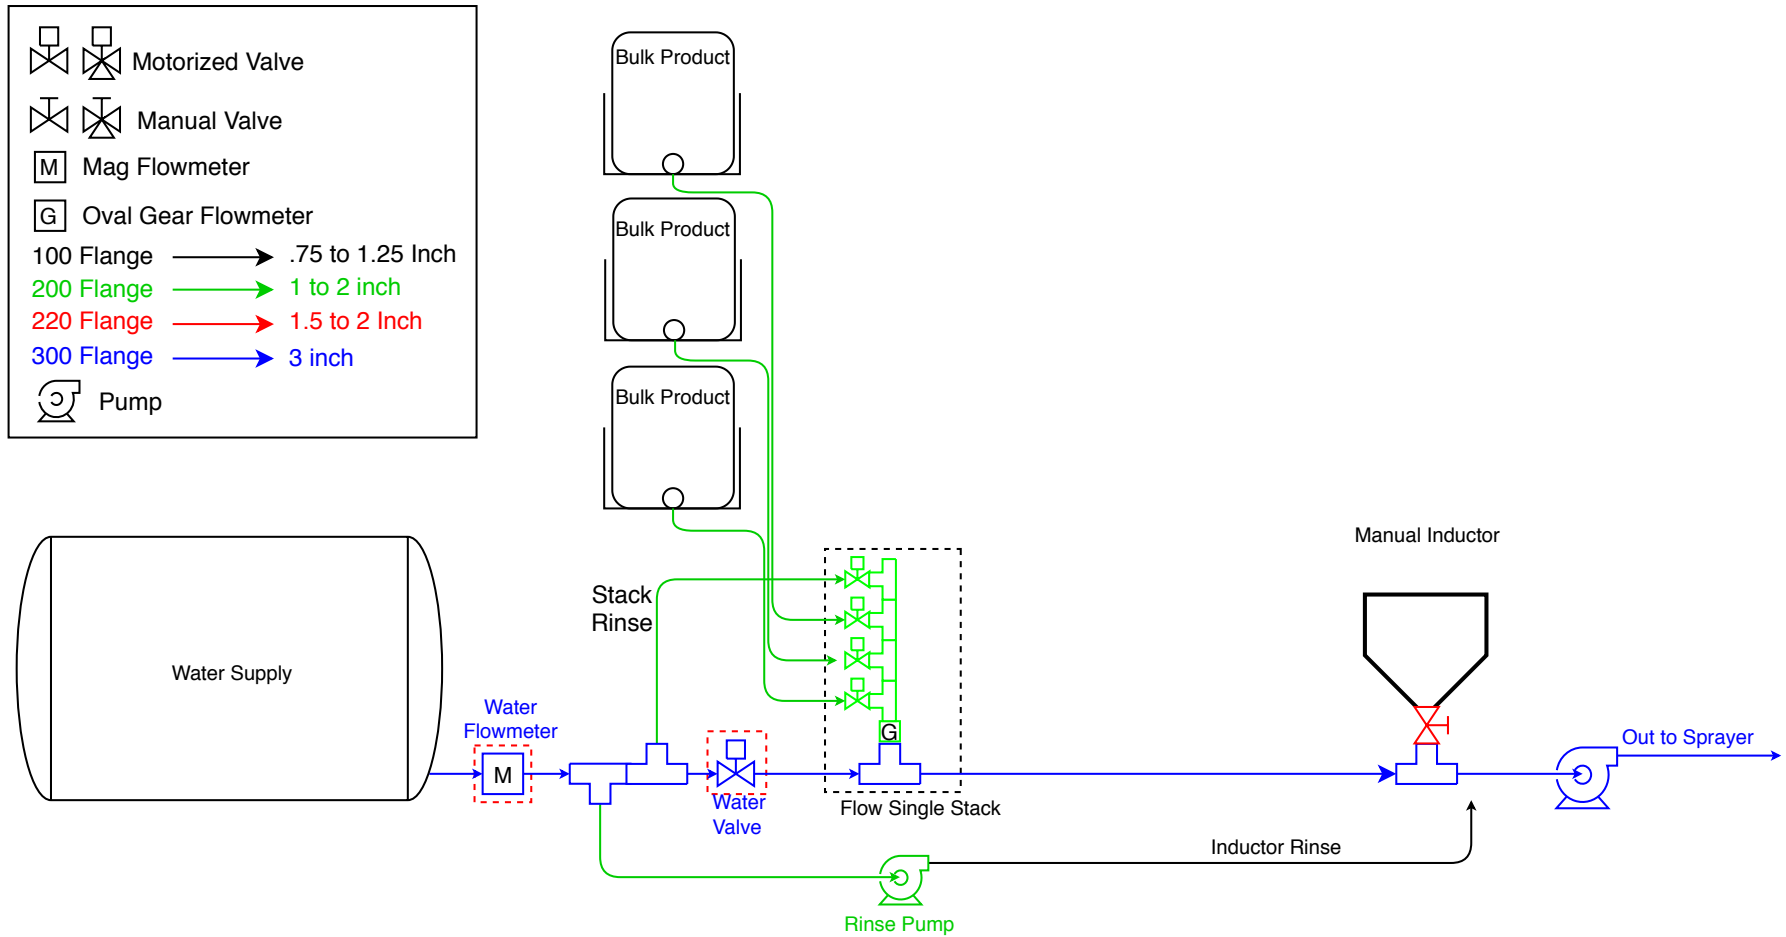 Motorized Valve
Manual Valve
M Mag Flowmeter
G Oval Gear Flowmeter
100 Flange .75 to 1.25 Inch
200 Flange 1 to 2 inch
220 Flange 1.5 to 2 Inch
300 Flange 3 inch
Pump
Bulk Product
Bulk Product
Bulk Product
Water Supply
Water
Flowmeter
M
Stack
Rinse
Water
Valve
G
Flow Single Stack
Manual Inductor
Out to Sprayer
Inductor Rinse
Rinse Pump